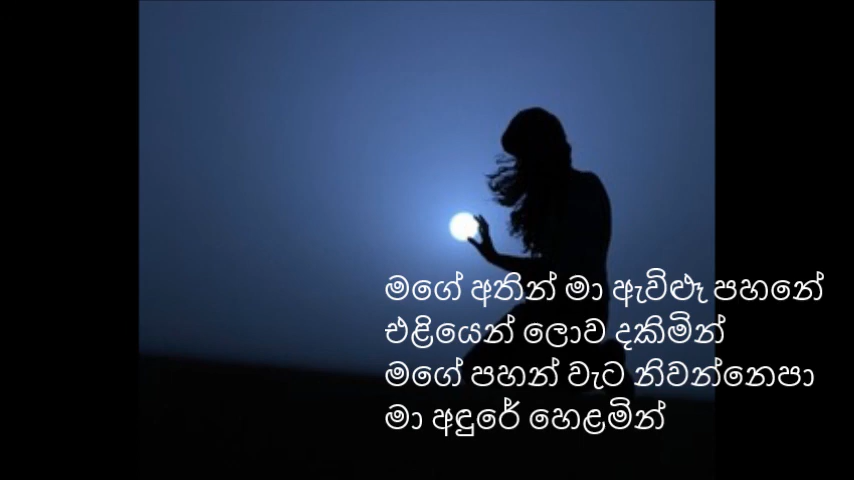 මගේ අතින් මා ඇවිළූ පහනේ
එළියෙන් ලොව දකිමින්
මගේ පහන් වැට නිවන්නෙපා
මා අඳුරේ හෙළමින්